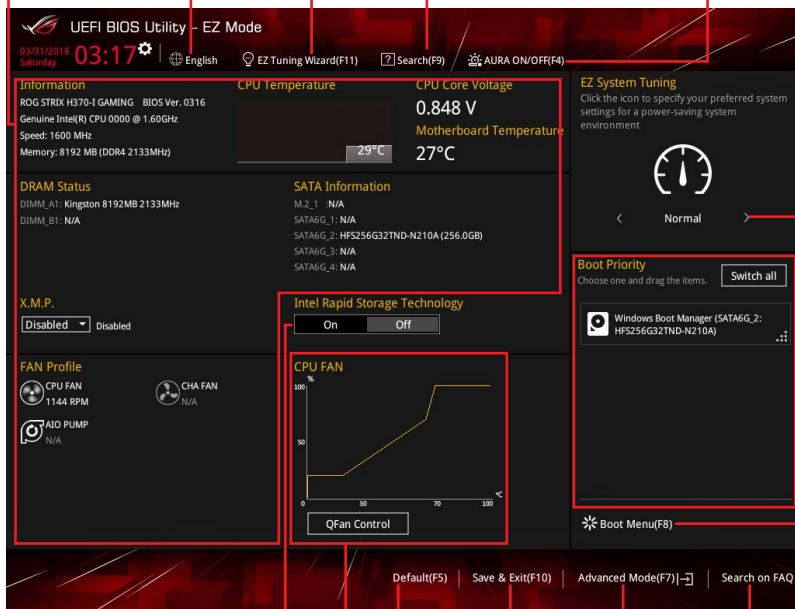 UEFI BIOS Utility – EZ Mode
03/31/2018
Saturday
03:17
English
EZ Tuning Wizard(F11)
Search(F9)
AURA ON/OFF(F4)
Information
ROG STRIX H370-I GAMING BIOS Ver. 0316
Genuine Intel(R) CPU 0000 @ 1.60GHz
Speed: 1600 MHz
Memory: 8192 MB (DDR4 2133MHz)
CPU Temperature
29°C
CPU Core Voltage
0.848 V
Motherboard Temperature
27°C
EZ System Tuning
Click the icon to specify your preferred system
settings for a power-saving system
environment
Normal
DRAM Status
DIMM_A1: Kingston 8192MB 2133MHz
DIMM_B1: N/A
SATA Information
M.2_1 :N/A
SATA6G_1: N/A
SATA6G_2: HFS256G32TND-N210A (256.0GB)
SATA6G_3: N/A
SATA6G_4: N/A
Boot Priority
Choose one and drag the items.
Switch all
Windows Boot Manager (SATA6G_2:
HFS256G32TND-N210A)
X.M.P.
Disabled
Disabled
Intel Rapid Storage Technology
On
Off
FAN Profile
CPU FAN
1144 RPM
CHA FAN
N/A
AIO PUMP
N/A
CPU FAN
%
100
50
0
30
70
100
°C
QFan Control
Boot Menu(F8)
Default(F5)
Save & Exit(F10)
Advanced Mode(F7)
Search on FAQ